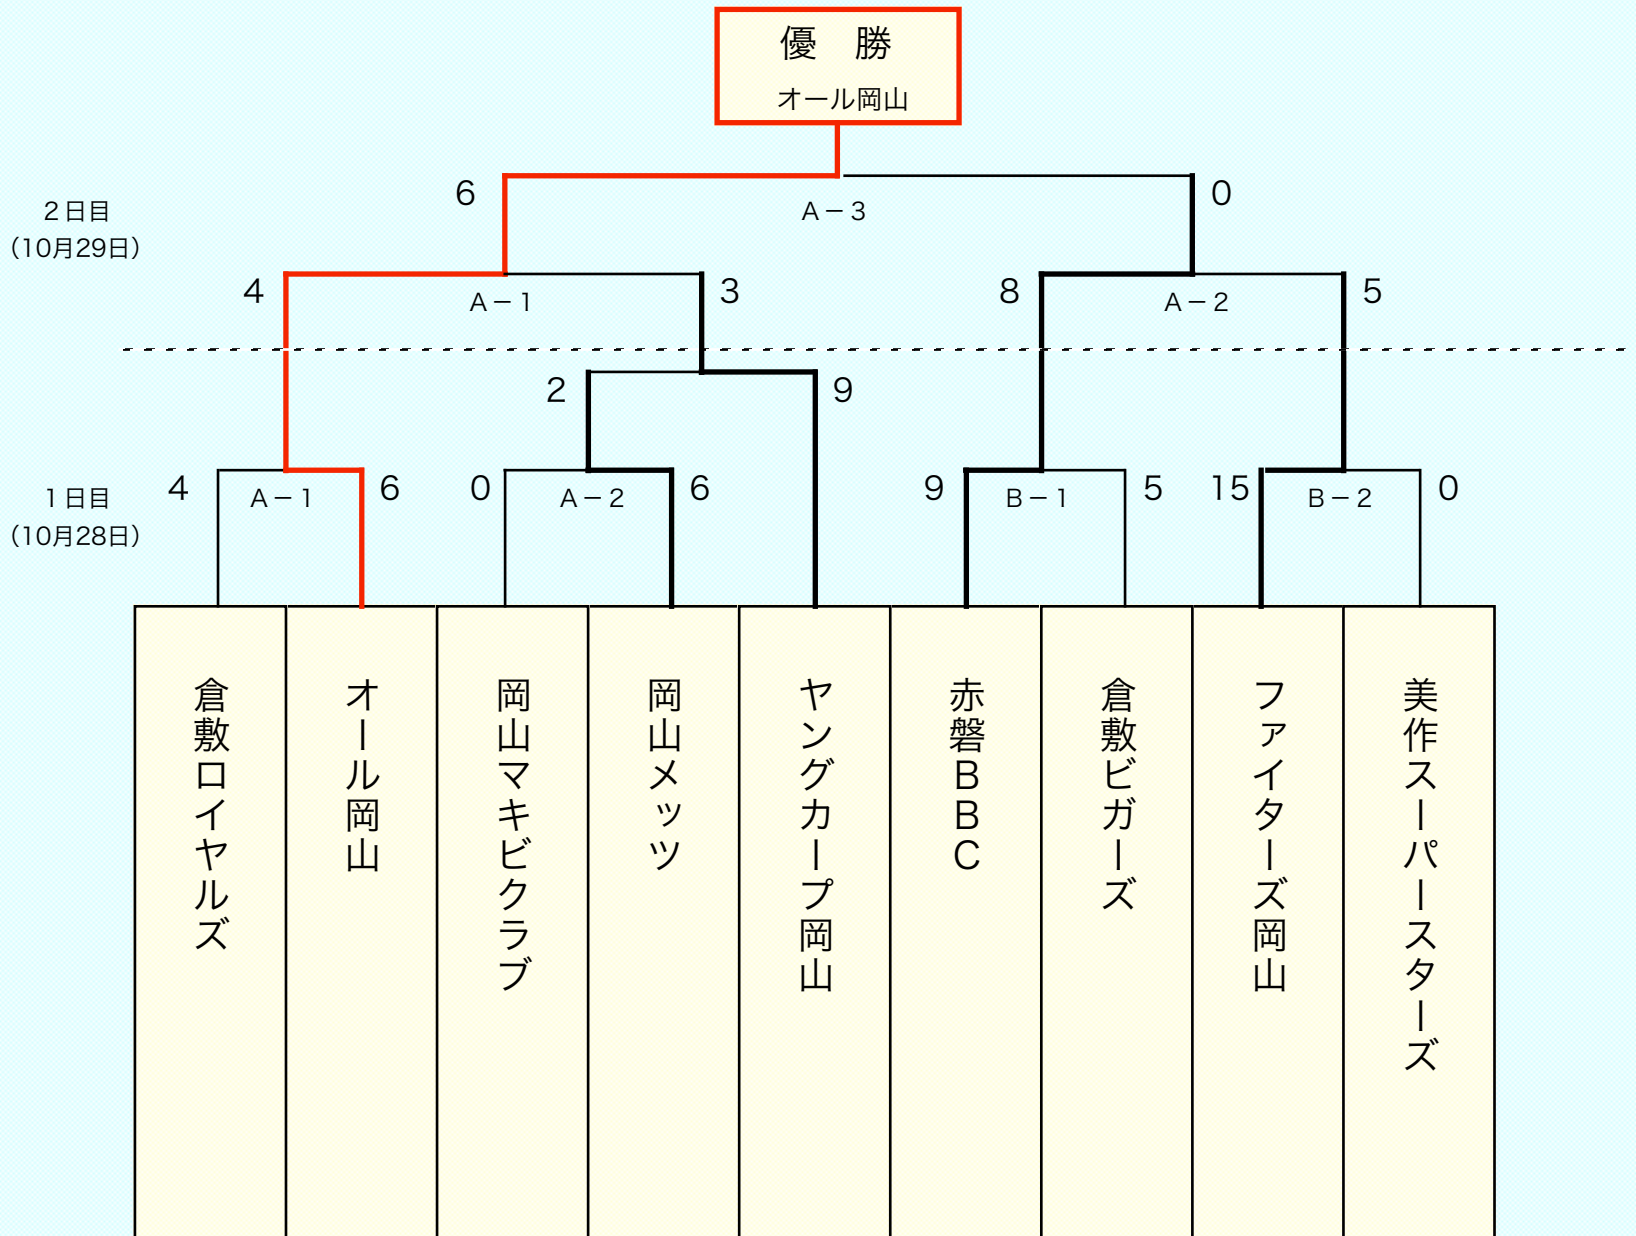 優　勝
オール岡山
6
0
２日目
A－3
（10月29日）
4
3
8
5
A－1
A－2
2
9
4
6
0
6
9
5
15
0
１日目
A－1
A－2
B－1
B－2
（10月28日）
倉敷ロイヤルズ
オール岡山
岡山マキビクラブ
岡山メッツ
ヤングカープ岡山
赤磐BBC
倉敷ビガーズ
ファイターズ岡山
美作スーパースターズ